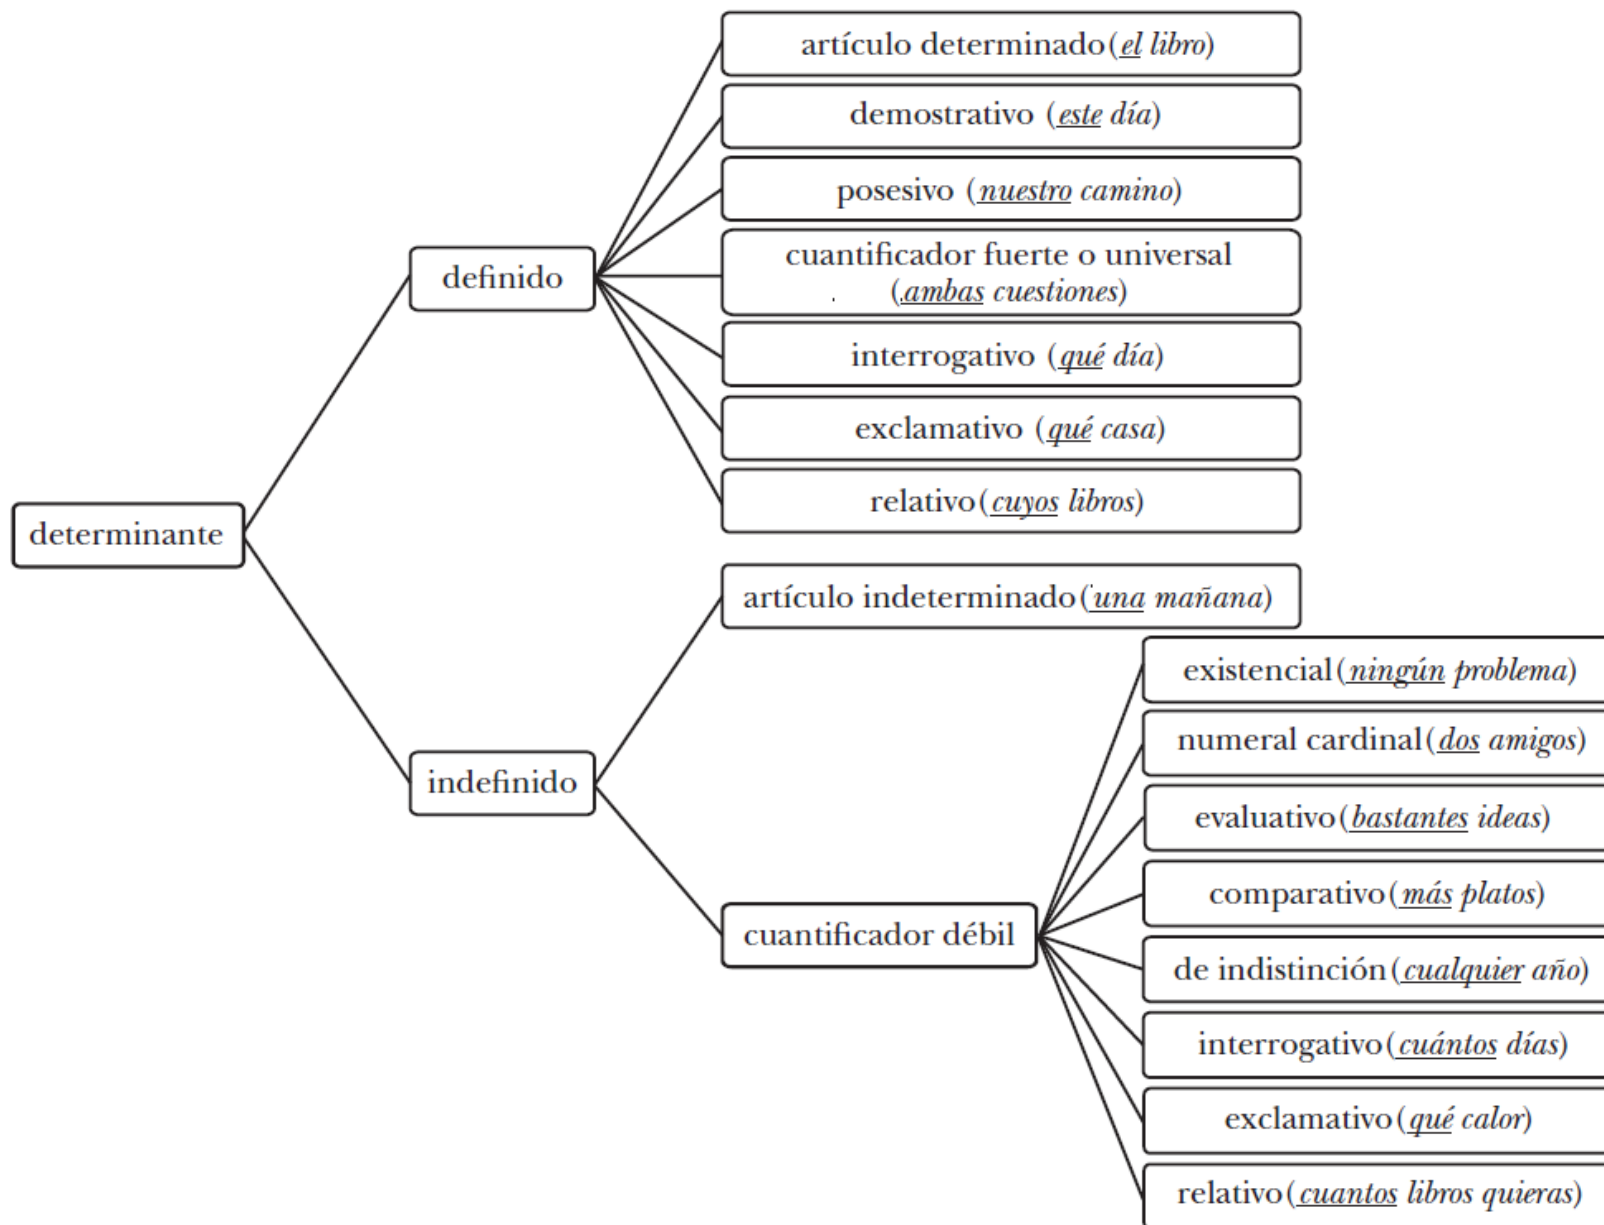 artículo determinado (el libro)
demostrativo (este día)
posesivo (nuestro camino)
definido
cuantificador fuerte o universal
(ambas cuestiones)
interrogativo (qué día)
exclamativo (qué casa)
relativo (cuyos libros)
determinante
artículo indeterminado (una mañana)
indefinido
cuantificador débil
existencial (ningún problema)
numeral cardinal (dos amigos)
evaluativo (bastantes ideas)
comparativo (más platos)
de indistinción (cualquier año)
interrogativo (cuántos días)
exclamativo (qué calor)
relativo (cuantos libros quieras)